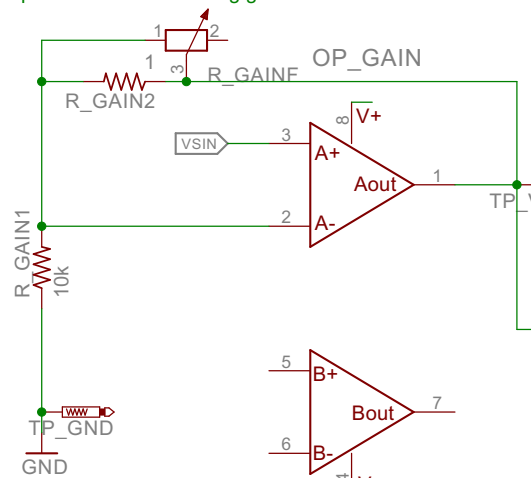 1
2
3
1
R_GAINF
OP_GAIN
R_GAIN2
8
V+
VSIN
3
A+
Aout
1
TP_V
2
A-
R_GAIN1
10k
5
B+
Bout
7
TP_GND
6
B-
GND